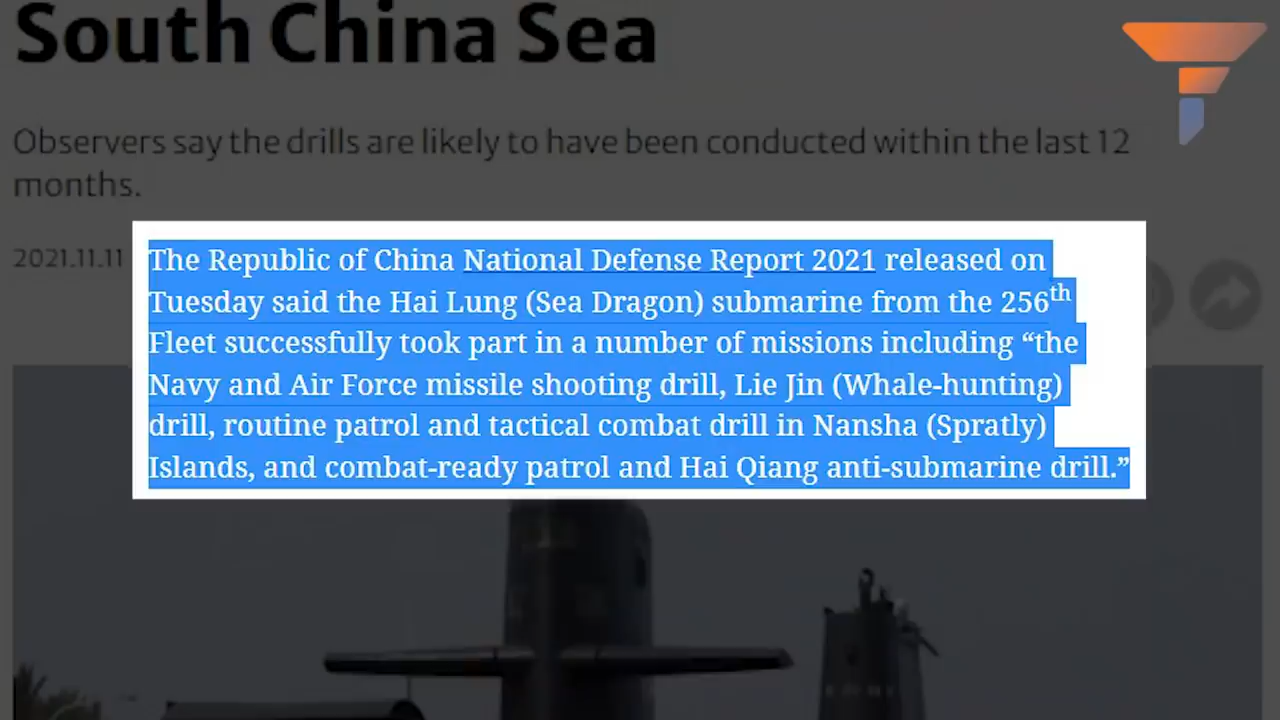 South China Sea
Observers say the drills are likely to have been conducted within the last 12
months.
2021.11.11
The Republic of China National Defense Report 2021 released on
Tuesday said the Hai Lung (Sea Dragon) submarine from the 256th
Fleet successfully took part in a number of missions including “the
Navy and Air Force missile shooting drill, Lie Jin (Whale-hunting)
drill, routine patrol and tactical combat drill in Nansha (Spratly)
Islands, and combat-ready patrol and Hai Qiang anti-submarine drill.”